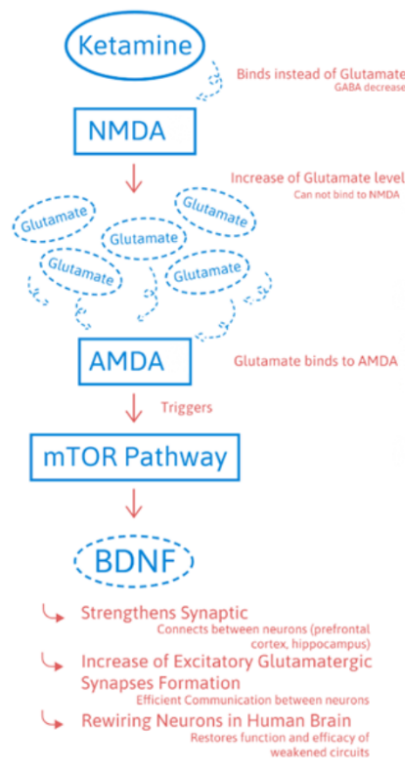 Ketamine
Binds instead of Glutamate
GABA decrease
NMDA
Increase of Glutamate level
Can not bind to NMDA
Glutamate
Glutamate
Glutamate
Glutamate
Glutamate
AMDA
Glutamate binds to AMDA
Triggers
mTOR Pathway
BDNF
Strengthens Synaptic
Connects between neurons (prefrontal
cortex, hippocampus)
Increase of Excitatory Glutamatergic
Synapses Formation
Efficient Communication between neurons
Rewiring Neurons in Human Brain
Restores function and efficacy of
weakened circuits